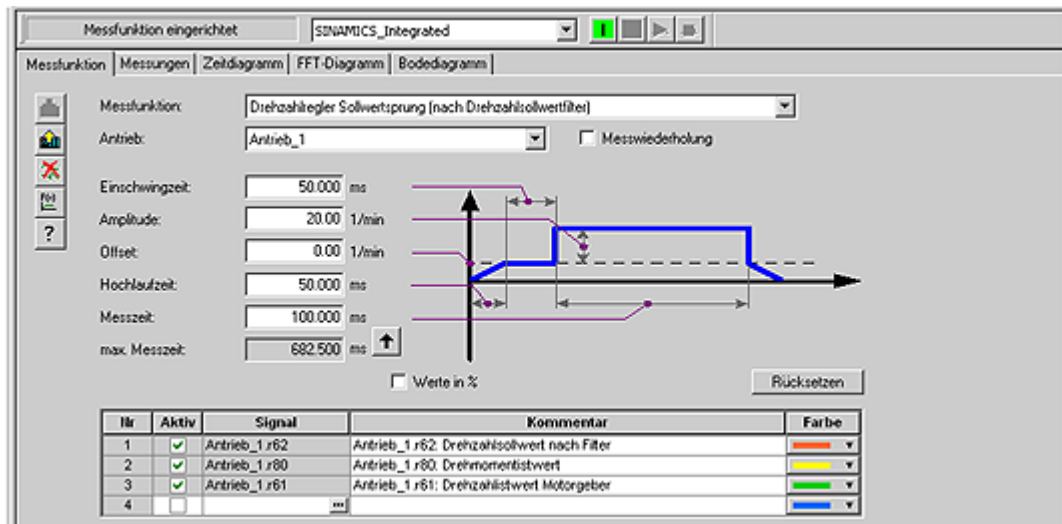 Messfunktion eingerichtet SINAMICS_Integrated
Messfunktion Messungen Zeitdiagramm FFT-Diagramm Bodediagramm
Messfunktion: Drehzahlregler Sollwertsprung (nach Drehzahlsollwertfilter)
Antrieb: Antrieb_1 Messwiederholung
Einschwingzeit: 50.000 ms
Amplitude: 20.00 1/min
Offset: 0.00 1/min
Hochlaufzeit: 50.000 ms
Messzeit: 100.000 ms
max. Messzeit: 682.500 ms
?
Werte in % Rücksetzen
Nr Aktiv Signal Kommentar Farbe
1 Antrieb_1.r62 Antrieb_1.r62: Drehzahlsollwert nach Filter
2 Antrieb_1.r80 Antrieb_1.r80: Drehmomentistwert
3 Antrieb_1.r61 Antrieb_1.r61: Drehzahlistwert Motorgeber
4 ...